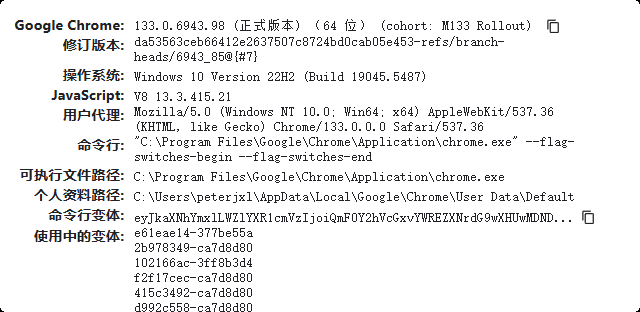 Google Chrome: 133.0.6943.98 (正式版本) (64 位) (cohort: M133 Rollout)
修订版本: da53563ceb66412e2637507c8724bd0cab05e453-refs/branch-
heads/6943_85@{#7}
操作系统: Windows 10 Version 22H2 (Build 19045.5487)
JavaScript: V8 13.3.415.21
用户代理: Mozilla/5.0 (Windows NT 10.0; Win64; x64) AppleWebKit/537.36
(KHTML, like Gecko) Chrome/133.0.0.0 Safari/537.36
命令行: "C:\Program Files\Google\Chrome\Application\chrome.exe" --flag-
switches-begin --flag-switches-end
可执行文件路径: C:\Program Files\Google\Chrome\Application\chrome.exe
个人资料路径: C:\Users\peterjxl\AppData\Local\Google\Chrome\User Data\Default
命令行变体: eyJkaXNhYmxlLWZlYXR1cmVzIjoiQmF0Y2hVcGxvYWREZXNrdG9wXHUwMDND...
使用中的变体: e61eae14-377be55a
2b978349-ca7d8d80
102166ac-3ff8b3d4
f2f17cec-ca7d8d80
415c3492-ca7d8d80
d992c558-ca7d8d80